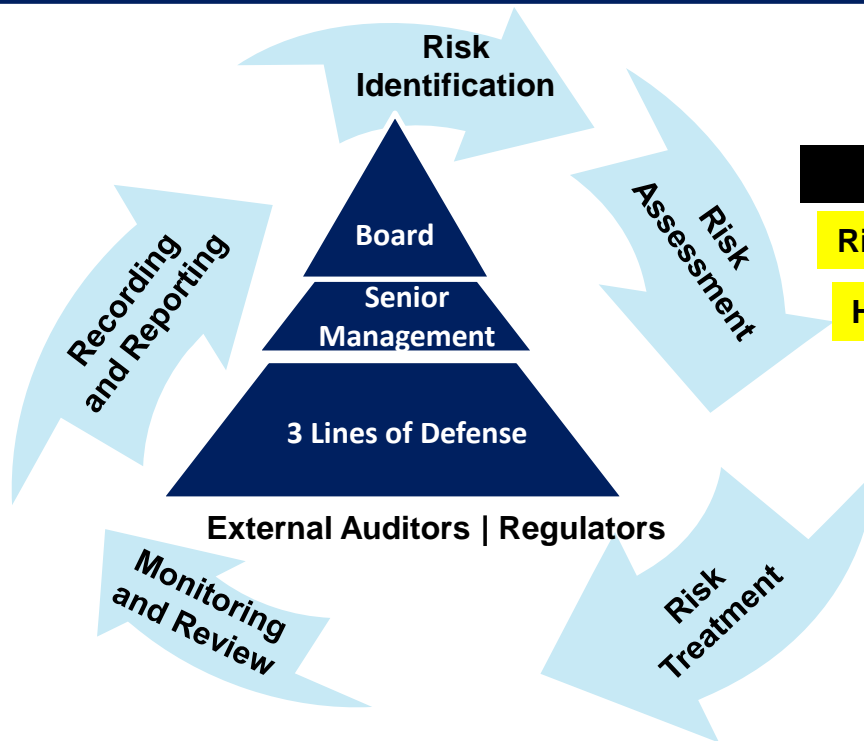 Risk
Identification
Risk
Assessment
Board
Senior
Management
3 Lines of Defense
External Auditors | Regulators
Risk
Treatment
Monitoring
and Review
Recording
and Reporting
Ri
H